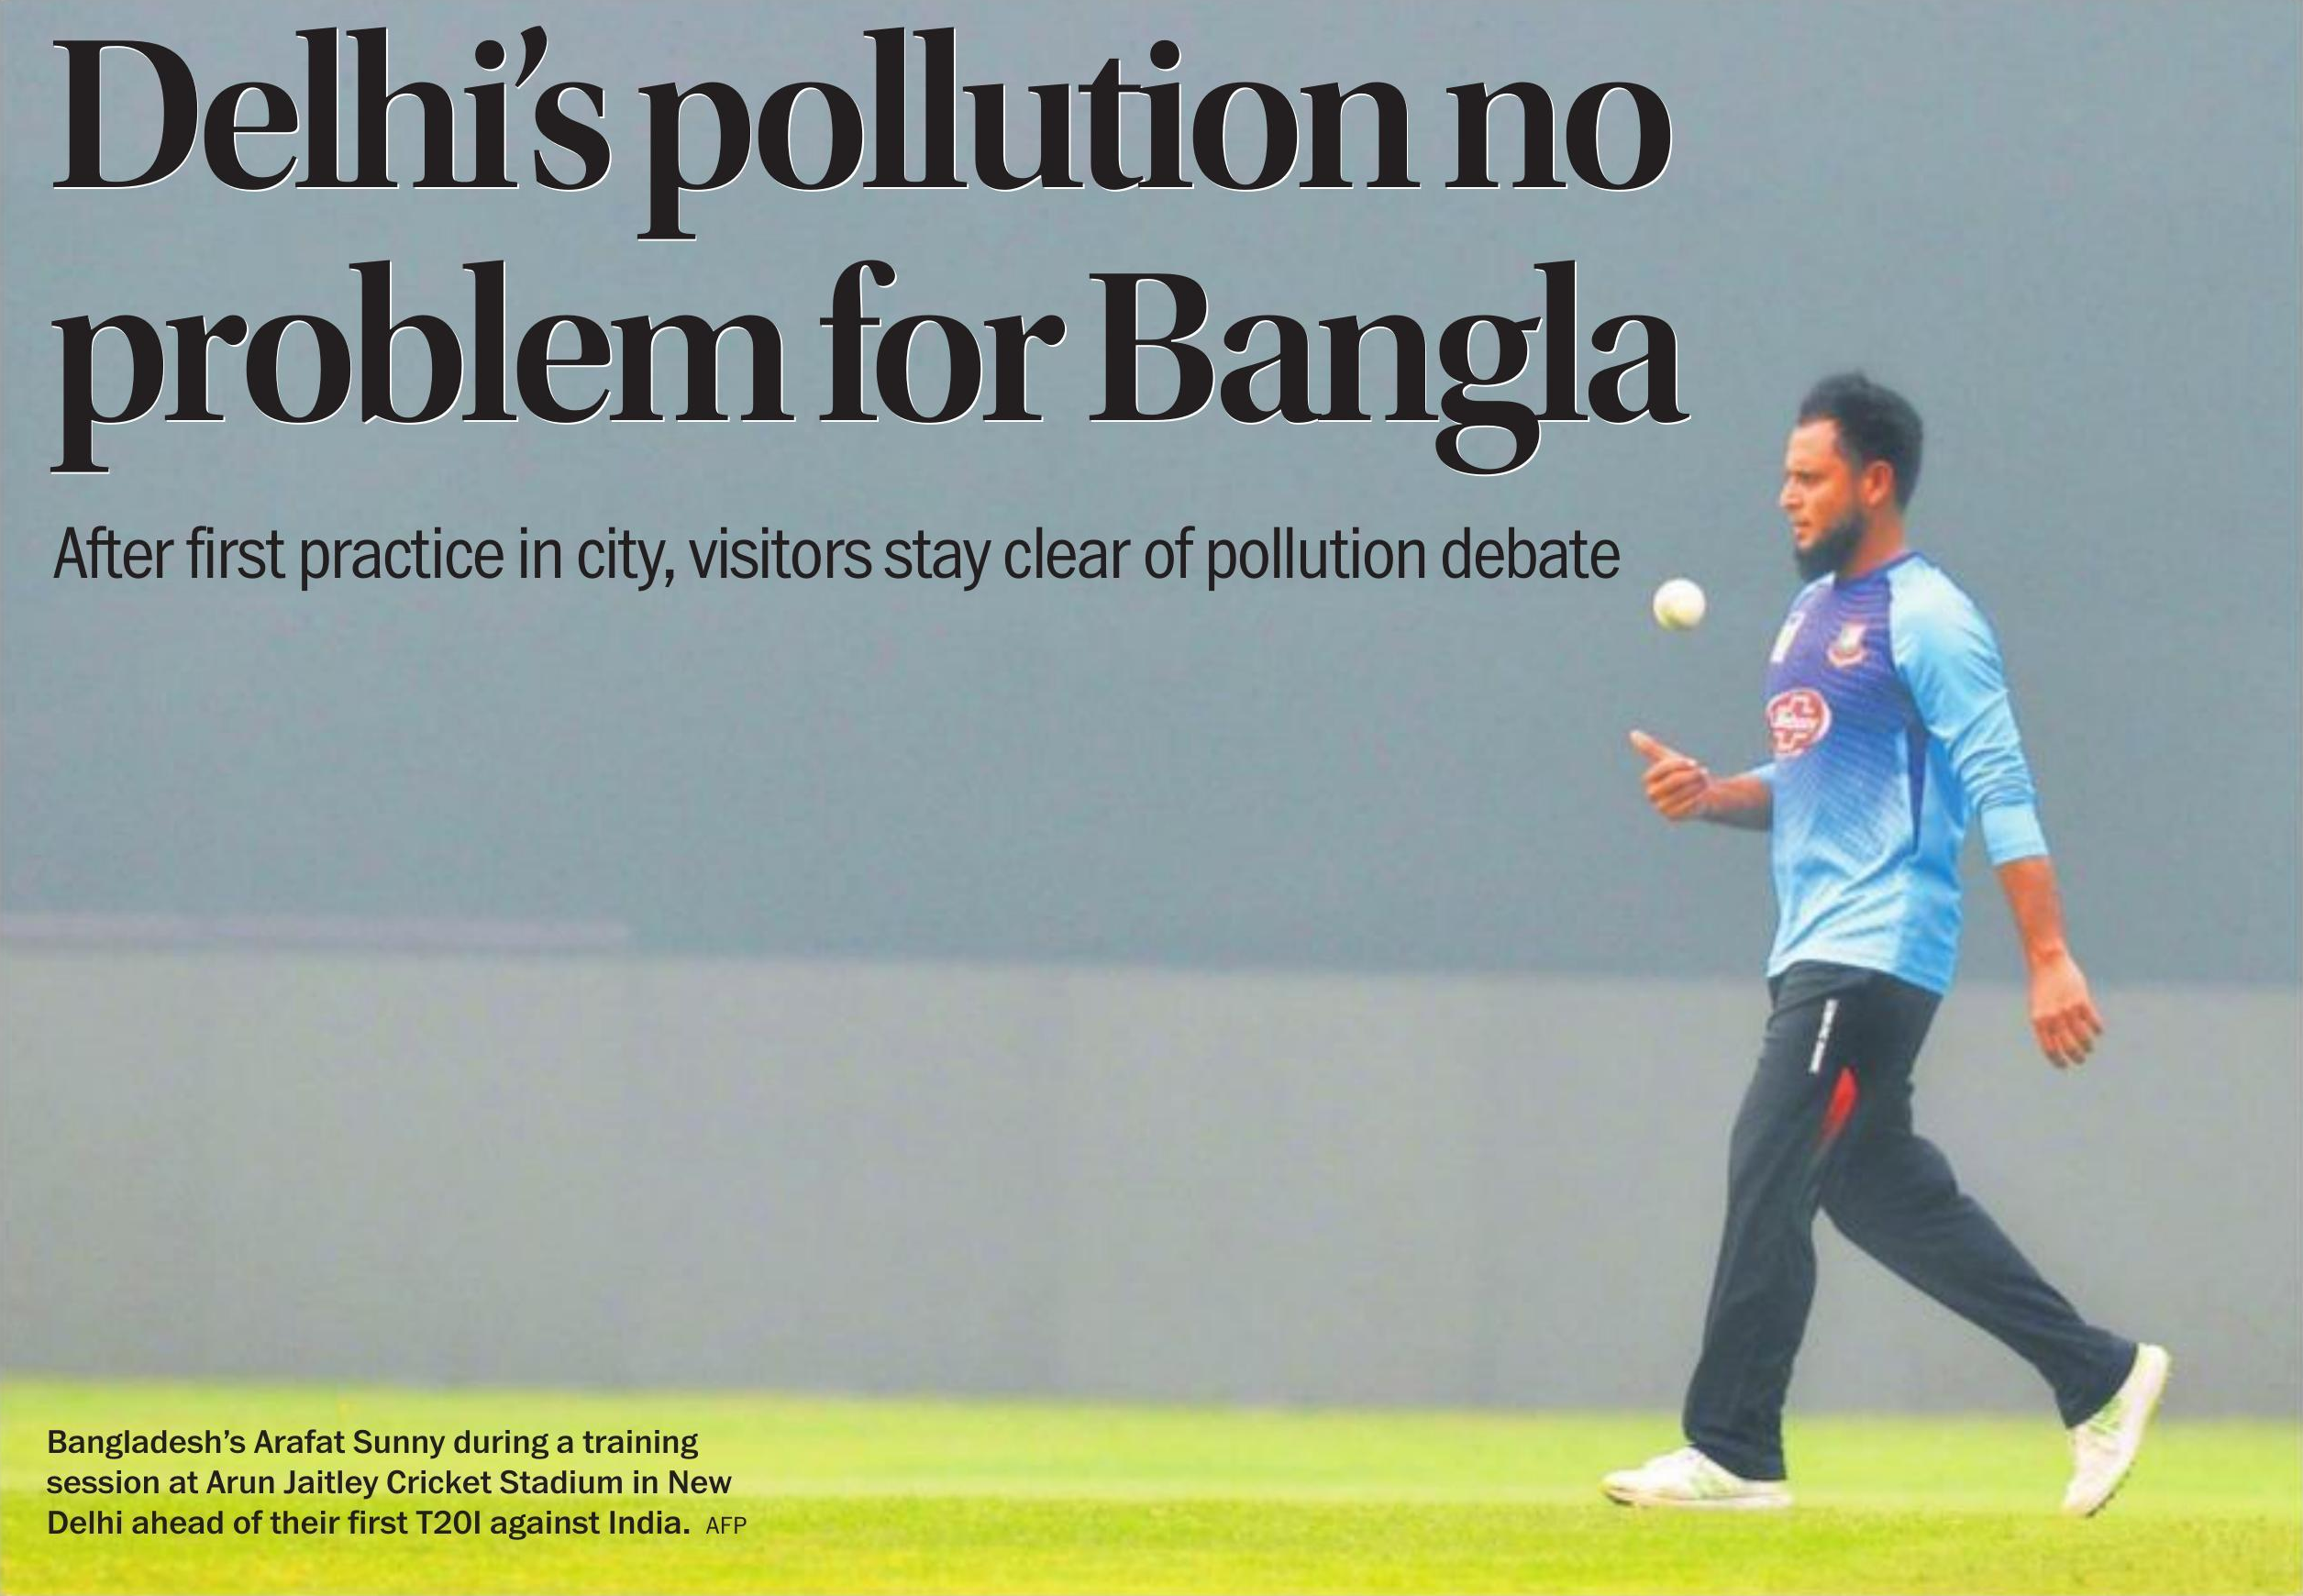 Delhi's pollution no
problem for Bangla
After first practice in city, visitors stay clear of pollution debate
Bangladesh's Arafat Sunny during a training
session at Arun Jaitley Cricket Stadium in New
Delhi ahead of their first T20I against India. AFP